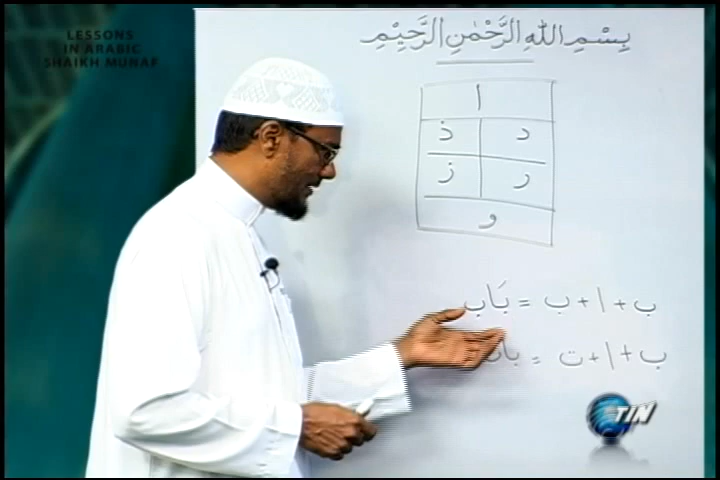 LESSONS
IN ARABIC
SHAIKH MUNAF
بِسْمِ اللهِ الرَّحْمٰنِ الرَّحِيْمِ
ا
د ذ
ر ز
و
ب + ا + ب = بَاب
ب + ا + ت =
TIN